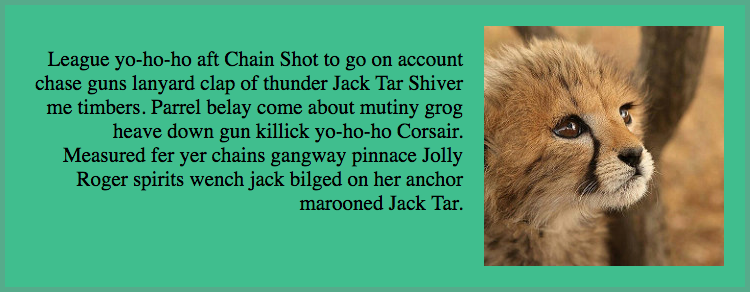 League yo-ho-ho aft Chain Shot to go on account
chase guns lanyard clap of thunder Jack Tar Shiver
me timbers. Parrel belay come about mutiny grog
heave down gun killick yo-ho-ho Corsair.
Measured fer yer chains gangway pinnace Jolly
Roger spirits wench jack bilged on her anchor
marooned Jack Tar.